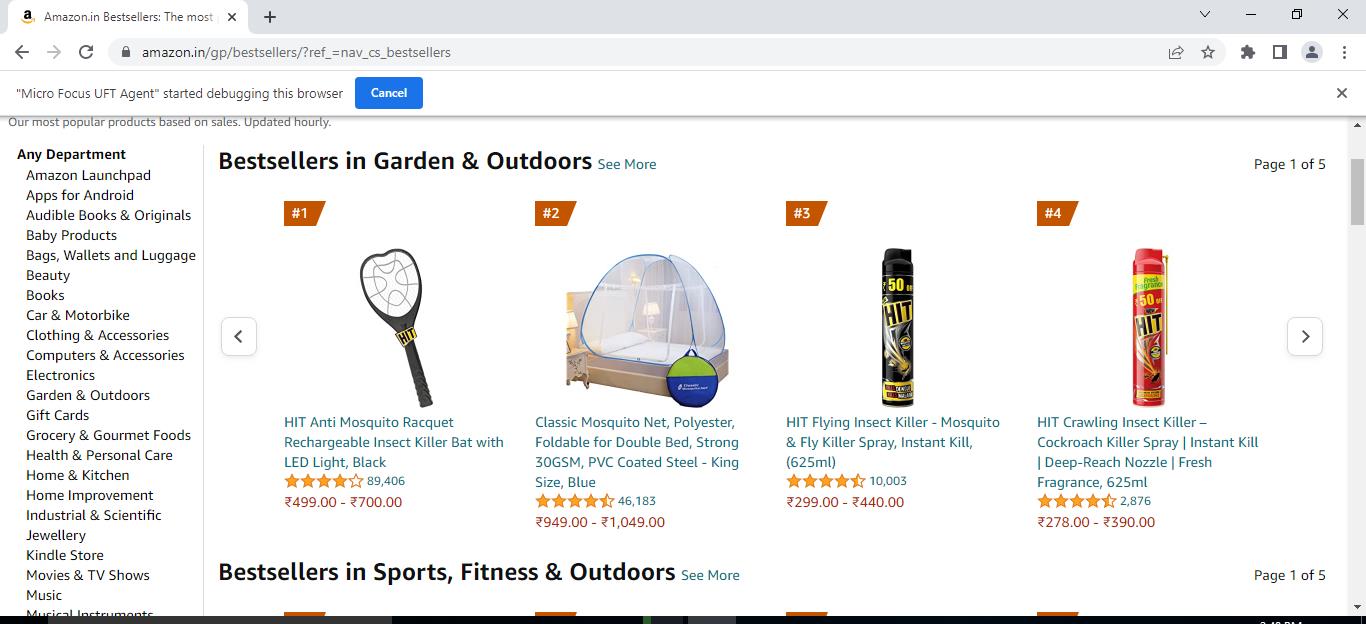 Amazon.in Bestsellers: The most
amazon.in/gp/bestsellers/?ref_=nav_cs_bestsellers
"Micro Focus UFT Agent" started debugging this browser
Cancel
Our most popular products based on sales. Updated hourly.
Any Department
Amazon Launchpad
Apps for Android
Audible Books & Originals
Baby Products
Bags, Wallets and Luggage
Beauty
Books
Car & Motorbike
Clothing & Accessories
Computers & Accessories
Electronics
Garden & Outdoors
Gift Cards
Grocery & Gourmet Foods
Health & Personal Care
Home & Kitchen
Home Improvement
Industrial & Scientific
Jewellery
Kindle Store
Movies & TV Shows
Music
Musical Instruments
Bestsellers in Garden & Outdoors See More
Page 1 of 5
#1
HIT
HIT Anti Mosquito Racquet
Rechargeable Insect Killer Bat with
LED Light, Black
89,406
₹499.00 - ₹700.00
#2
Classic Mosquito Net, Polyester,
Foldable for Double Bed, Strong
30GSM, PVC Coated Steel - King
Size, Blue
46,183
₹949.00 - ₹1,049.00
#3
₹50
HIT
HIT Flying Insect Killer - Mosquito
& Fly Killer Spray, Instant Kill,
(625ml)
10,003
₹299.00 - ₹440.00
#4
Fresh
Fragrance
₹50
HIT
HIT Crawling Insect Killer –
Cockroach Killer Spray | Instant Kill
| Deep-Reach Nozzle | Fresh
Fragrance, 625ml
2,876
₹278.00 - ₹390.00
Bestsellers in Sports, Fitness & Outdoors See More
Page 1 of 5